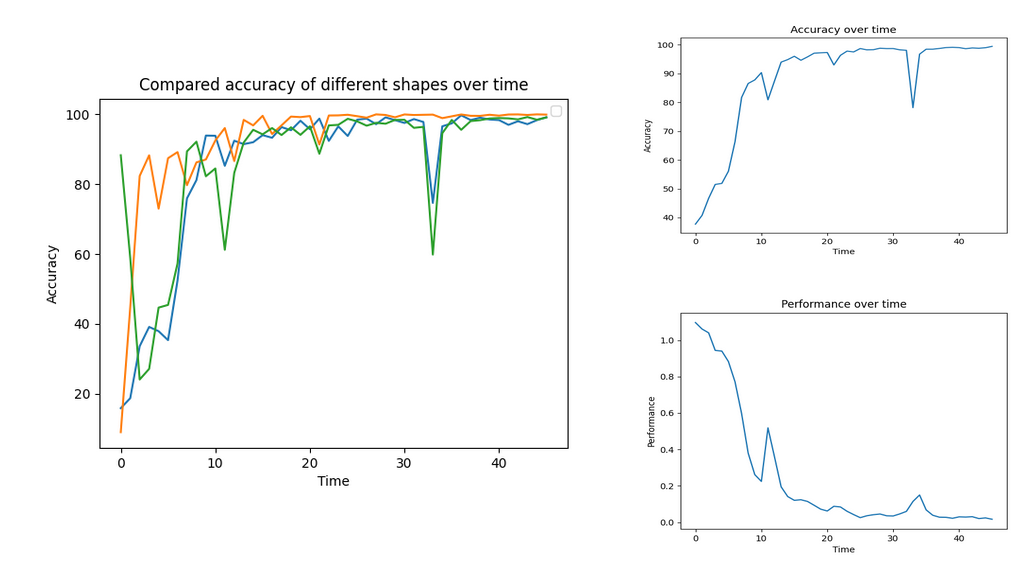 Compared accuracy of different shapes over time
100
80
60
40
20
Accuracy
0 10 20 30 40
Time
Accuracy over time
100
90
80
70
60
50
40
Accuracy
0 10 20 30 40
Time
Performance over time
1.0
0.8
0.6
0.4
0.2
0.0
Performance
0 10 20 30 40
Time